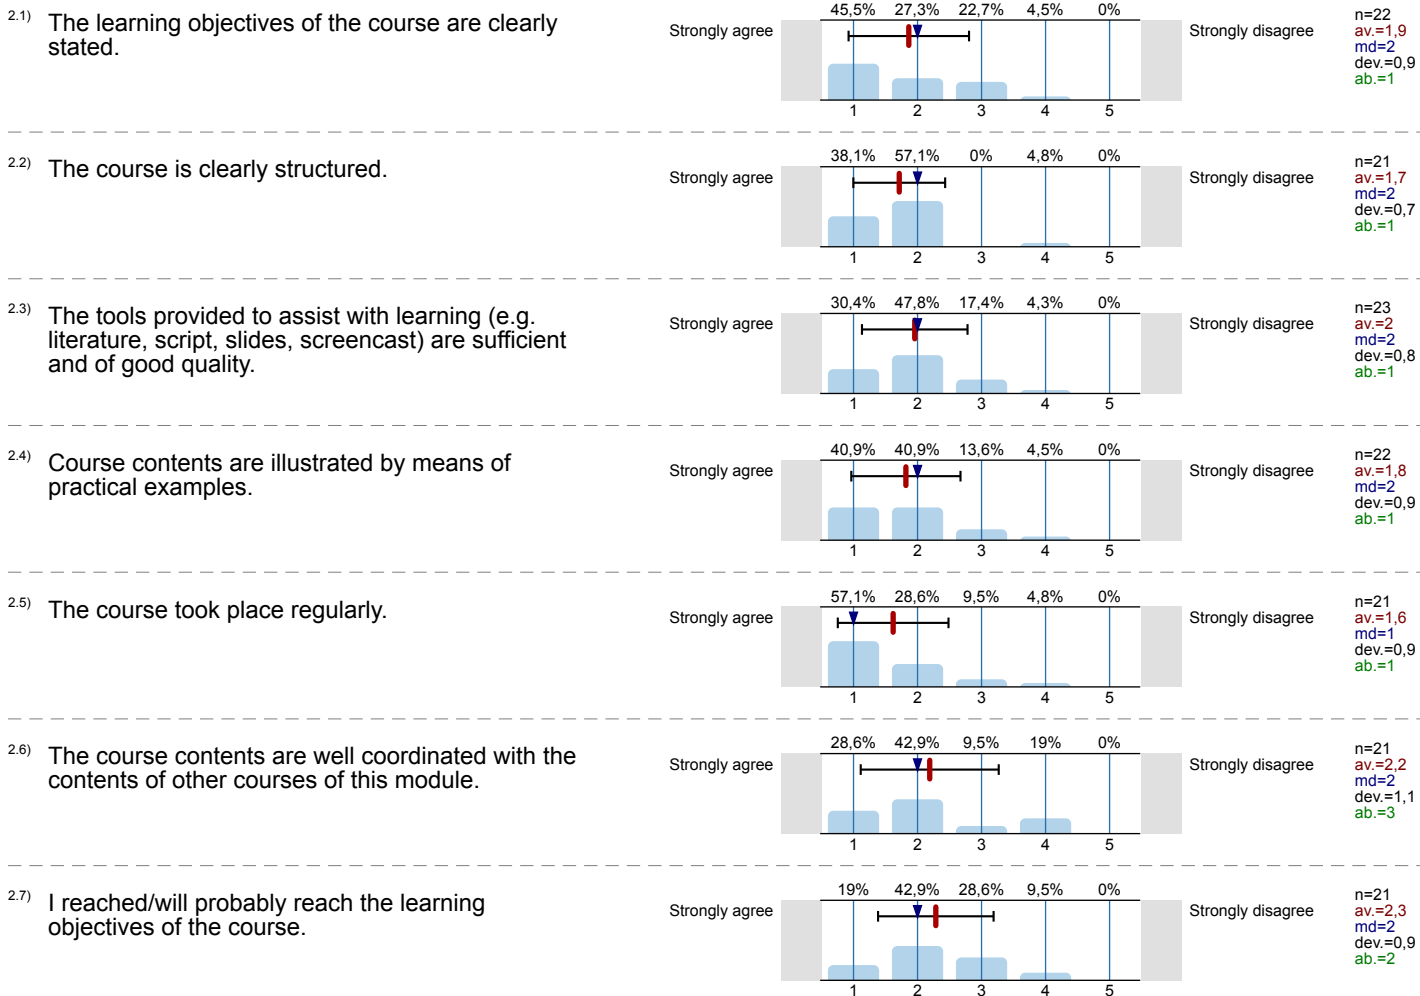 2.1) The learning objectives of the course are clearly
stated.
Strongly agree
45,5% 27,3% 22,7% 4,5% 0%
1 2 3 4 5
Strongly disagree
n=22
av.=1,9
md=2
dev.=0,9
ab.=1
2.2) The course is clearly structured.
Strongly agree
38,1% 57,1% 0% 4,8% 0%
1 2 3 4 5
Strongly disagree
n=21
av.=1,7
md=2
dev.=0,7
ab.=1
2.3) The tools provided to assist with learning (e.g.
literature, script, slides, screencast) are sufficient
and of good quality.
Strongly agree
30,4% 47,8% 17,4% 4,3% 0%
1 2 3 4 5
Strongly disagree
n=23
av.=2
md=2
dev.=0,8
ab.=1
2.4) Course contents are illustrated by means of
practical examples.
Strongly agree
40,9% 40,9% 13,6% 4,5% 0%
1 2 3 4 5
Strongly disagree
n=22
av.=1,8
md=2
dev.=0,9
ab.=1
2.5) The course took place regularly.
Strongly agree
57,1% 28,6% 9,5% 4,8% 0%
1 2 3 4 5
Strongly disagree
n=21
av.=1,6
md=1
dev.=0,9
ab.=1
2.6) The course contents are well coordinated with the
contents of other courses of this module.
Strongly agree
28,6% 42,9% 9,5% 19% 0%
1 2 3 4 5
Strongly disagree
n=21
av.=2,2
md=2
dev.=1,1
ab.=3
2.7) I reached/will probably reach the learning
objectives of the course.
Strongly agree
19% 42,9% 28,6% 9,5% 0%
1 2 3 4 5
Strongly disagree
n=21
av.=2,3
md=2
dev.=0,9
ab.=2